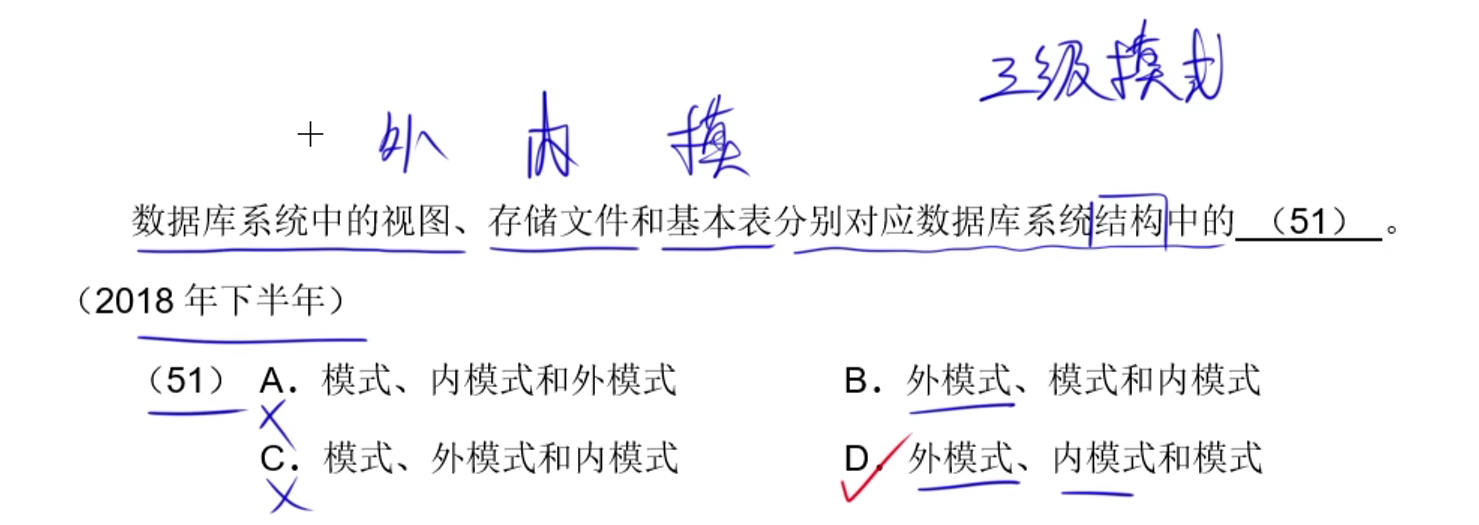 三级模式
外 内 模
数据库系统中的视图、存储文件和基本表分别对应数据库系统结构中的 （51） 。
（2018 年下半年）
（51） A．模式、内模式和外模式 B．外模式、模式和内模式
C．模式、外模式和内模式 D．外模式、内模式和模式